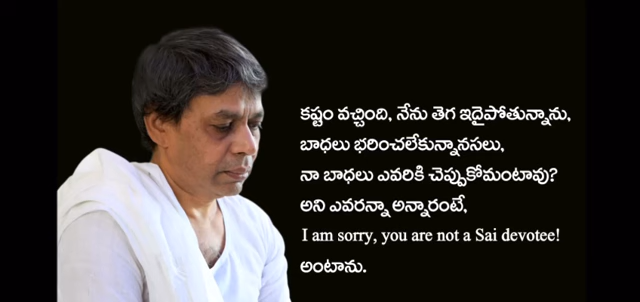 కష్టం వచ్చింది, నేను తెగ ఇదైపోతున్నాను,
బాధలు భరించలేకున్నానసలు,
నా బాధలు ఎవరికి చెప్పుకోమంటావు?
అని ఎవరన్నా అన్నారంటే,
I am sorry, you are not a Sai devotee!
అంటాను.